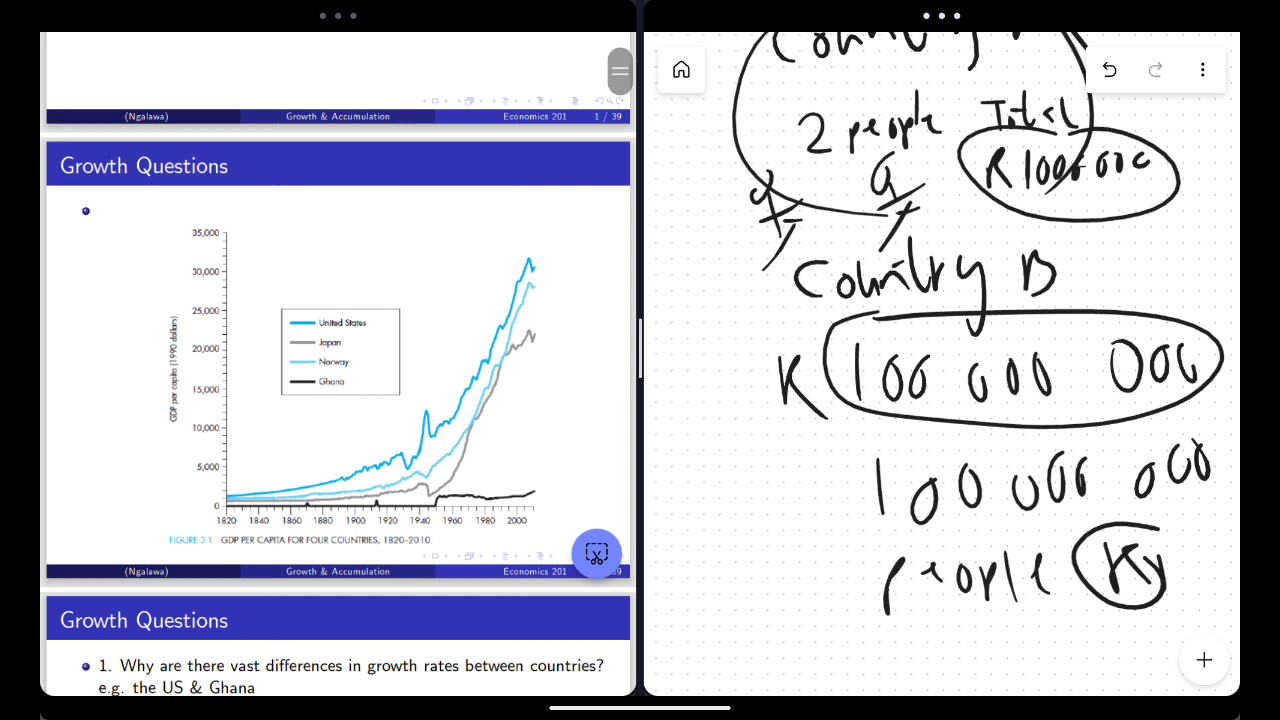 (Ngalawa) Growth & Accumulation Economics 201 1 / 39
Growth Questions
35,000
30,000
25,000
20,000
15,000
10,000
5,000
0
GDP per capita (1990 dollars)
United States
Japan
Norway
Ghana
1820 1840 1860 1880 1900 1920 1940 1960 1980 2000
FIGURE 3-1 GDP PER CAPITA FOR FOUR COUNTRIES, 1820–2010.
(Ngalawa) Growth & Accumulation Economics 201 39
Growth Questions
1. Why are there vast differences in growth rates between countries?
e.g. the US & Ghana
Country
2 people Total
R 1000 000
Country B
R 100 000 000
100 000 000
people